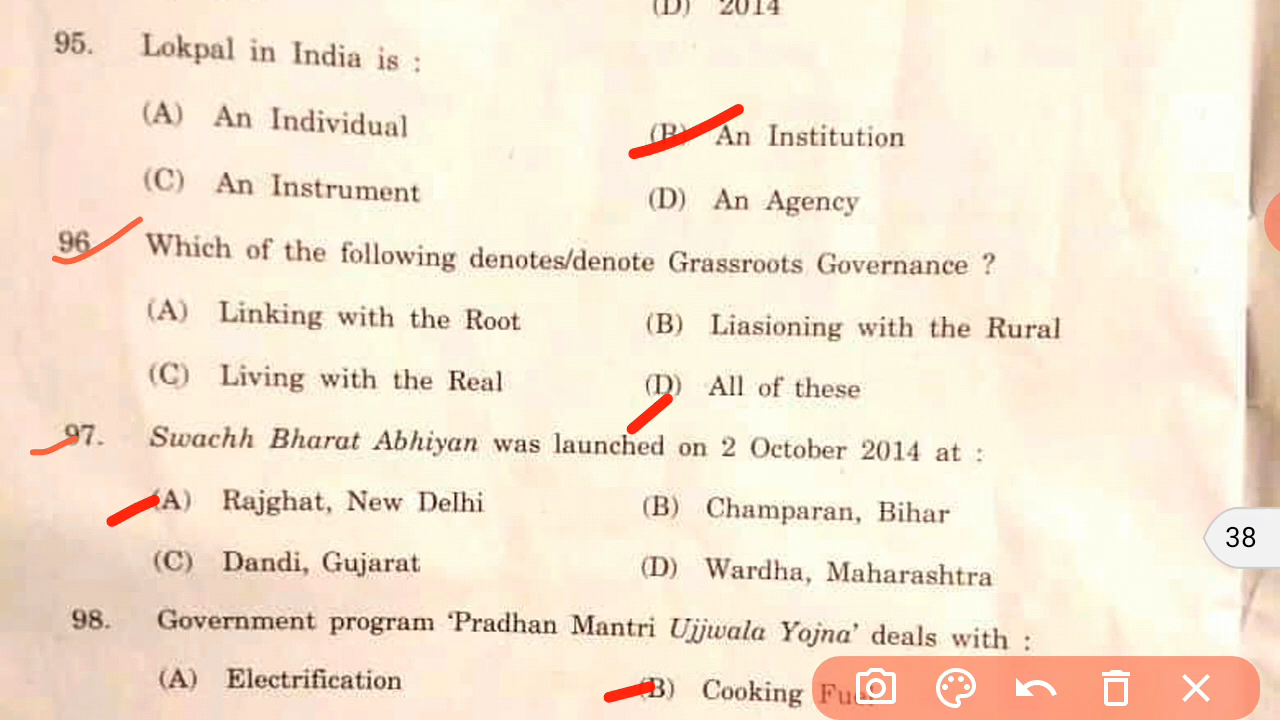 (D) 2014
95. Lokpal in India is :
(A) An Individual (B) An Institution
(C) An Instrument (D) An Agency
96. Which of the following denotes/denote Grassroots Governance ?
(A) Linking with the Root (B) Liasioning with the Rural
(C) Living with the Real (D) All of these
97. Swachh Bharat Abhiyan was launched on 2 October 2014 at :
(A) Rajghat, New Delhi (B) Champaran, Bihar
(C) Dandi, Gujarat (D) Wardha, Maharashtra
38
98. Government program ‘Pradhan Mantri Ujjwala Yojna’ deals with :
(A) Electrification (B) Cooking Fuel